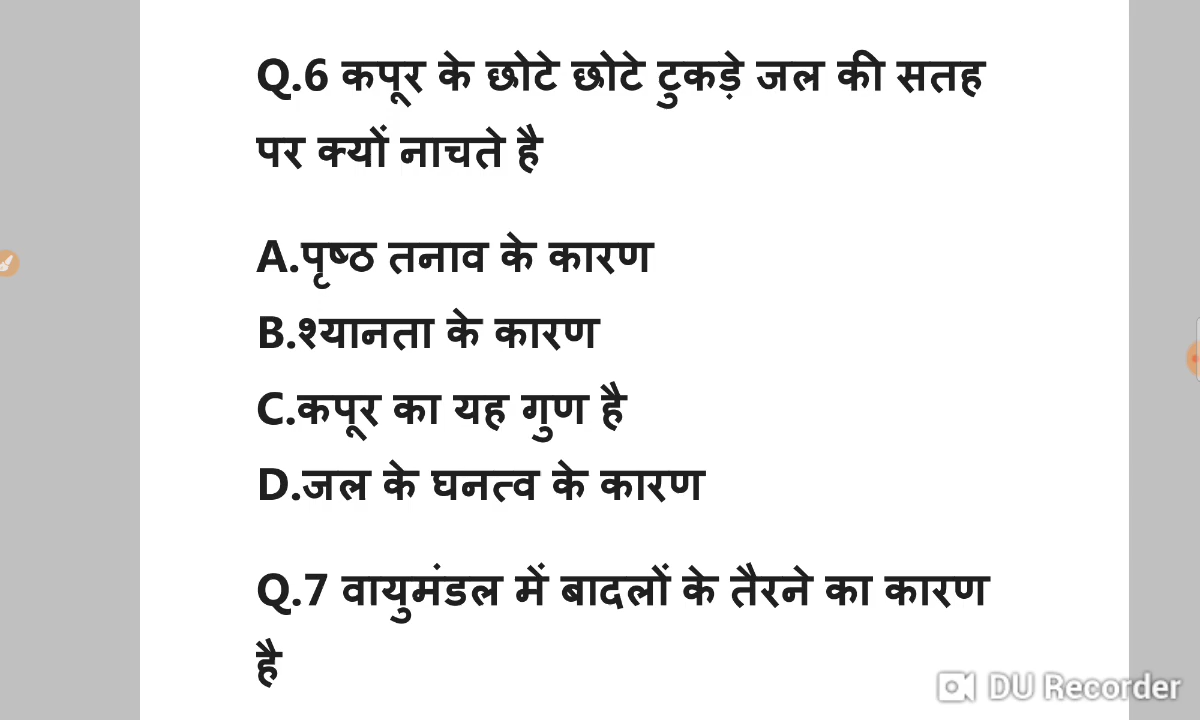 Q.6 कपूर के छोटे छोटे टुकड़े जल की सतह
पर क्यों नाचते है
A.पृष्ठ तनाव के कारण
B.श्यानता के कारण
C.कपूर का यह गुण है
D.जल के घनत्व के कारण
Q.7 वायुमंडल में बादलों के तैरने का कारण
है
DU Recorder